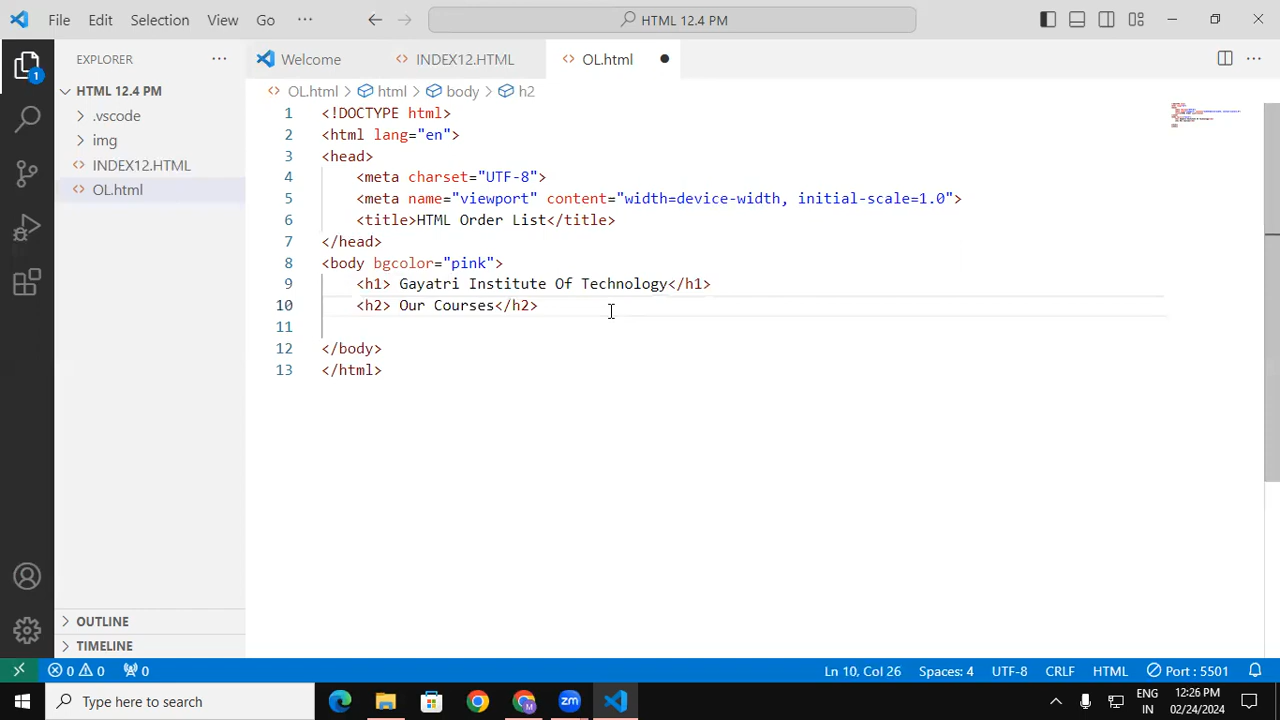 File Edit Selection View Go ··· HTML 12.4 PM
EXPLORER ···
Welcome INDEX12.HTML OL.html ● ···
HTML 12.4 PM
.vscode
img
INDEX12.HTML
OL.html
OL.html > html > body > h2
1 <!DOCTYPE html>
2 <html lang="en">
3 <head>
4 <meta charset="UTF-8">
5 <meta name="viewport" content="width=device-width, initial-scale=1.0">
6 <title>HTML Order List</title>
7 </head>
8 <body bgcolor="pink">
9 <h1> Gayatri Institute Of Technology</h1>
10 <h2> Our Courses</h2>
11
12 </body>
13 </html>
1
OUTLINE
TIMELINE
0 0 0 Ln 10, Col 26 Spaces: 4 UTF-8 CRLF HTML Port : 5501
Type here to search
M
zm
ENG
IN
12:26 PM
02/24/2024